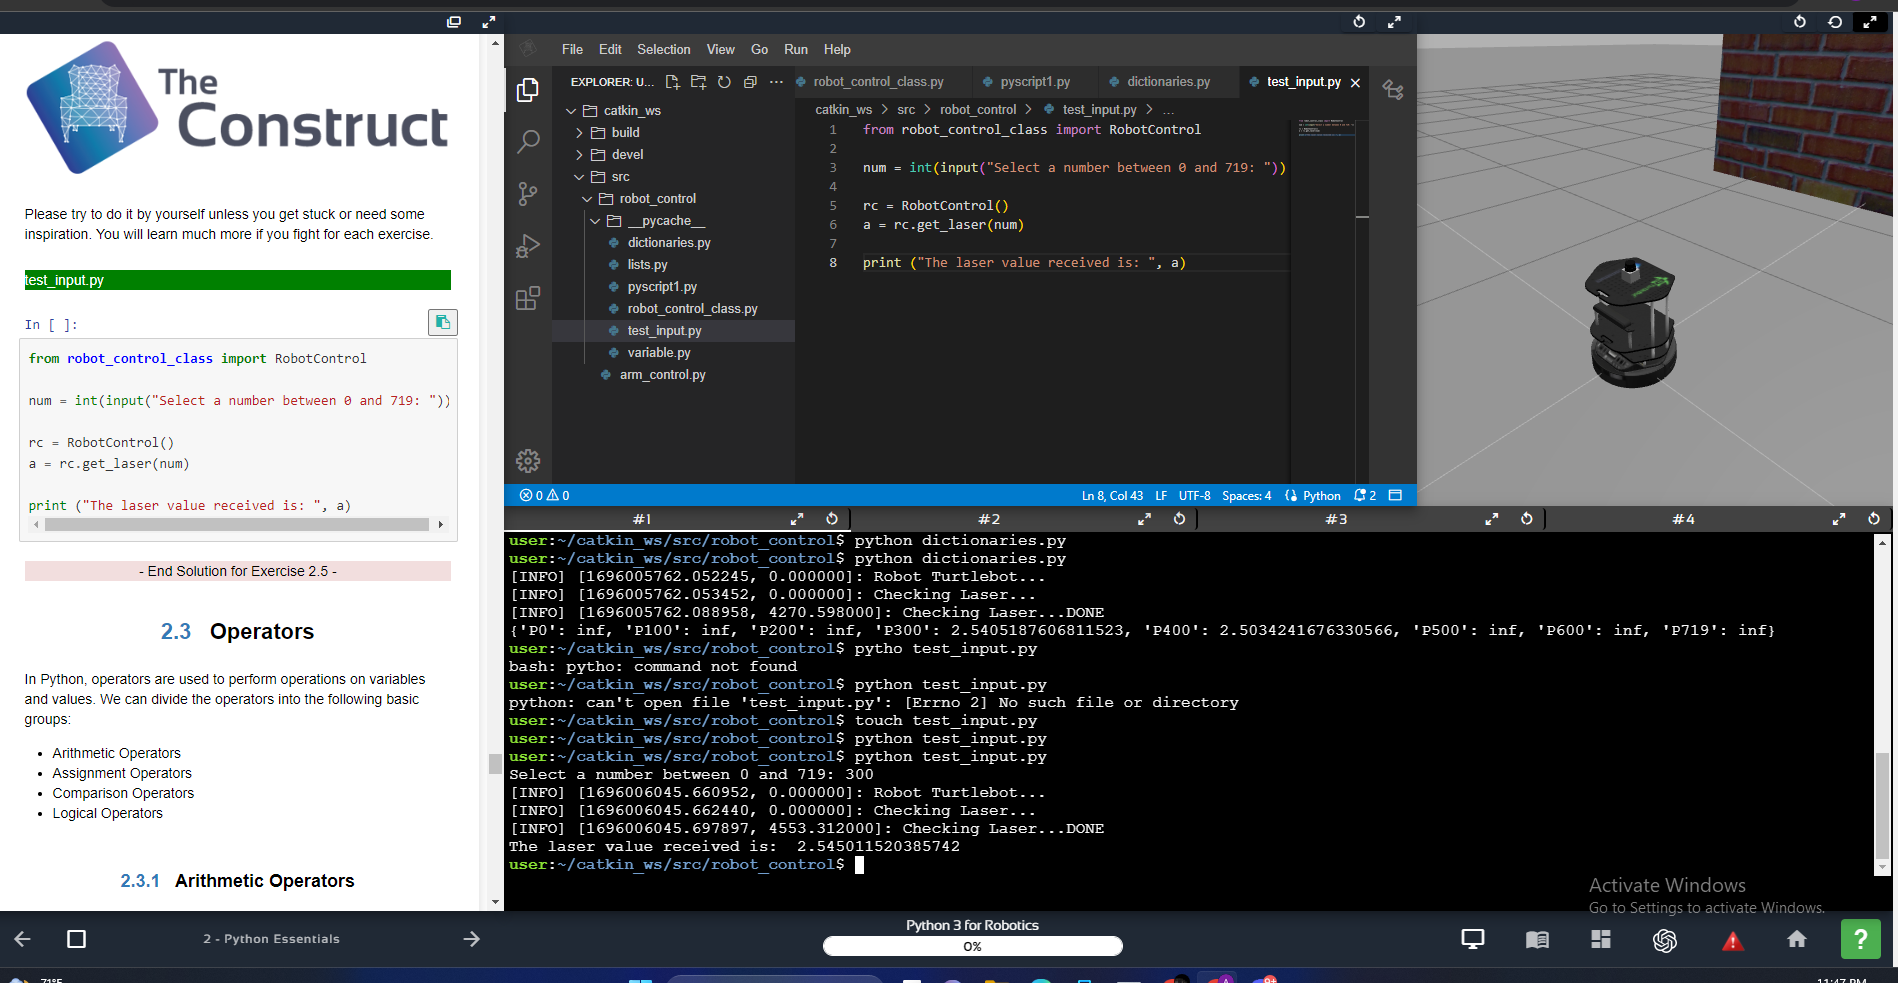 The
Construct
Please try to do it by yourself unless you get stuck or need some
inspiration. You will learn much more if you fight for each exercise.
test_input.py
In [ ]:
from robot_control_class import RobotControl
num = int(input("Select a number between 0 and 719: "))
rc = RobotControl()
a = rc.get_laser(num)
print ("The laser value received is: ", a)
- End Solution for Exercise 2.5 -
2.3 Operators
In Python, operators are used to perform operations on variables
and values. We can divide the operators into the following basic
groups:
• Arithmetic Operators
• Assignment Operators
• Comparison Operators
• Logical Operators
2.3.1 Arithmetic Operators
File Edit Selection View Go Run Help
EXPLORER: U...
catkin_ws
build
devel
src
robot_control
__pycache__
dictionaries.py
lists.py
pyscript1.py
robot_control_class.py
test_input.py
variable.py
arm_control.py
robot_control_class.py pyscript1.py dictionaries.py test_input.py
catkin_ws > src > robot_control > test_input.py > ...
1 from robot_control_class import RobotControl
2
3 num = int(input("Select a number between 0 and 719: "))
4
5 rc = RobotControl()
6 a = rc.get_laser(num)
7
8 print ("The laser value received is: ", a)
0 0 Ln 8, Col 43 LF UTF-8 Spaces: 4 Python 2
#1 #2 #3 #4
user:~/catkin_ws/src/robot_control$ python dictionaries.py
user:~/catkin_ws/src/robot_control$ python dictionaries.py
[INFO] [1696005762.052245, 0.000000]: Robot Turtlebot...
[INFO] [1696005762.053452, 0.000000]: Checking Laser...
[INFO] [1696005762.088958, 4270.598000]: Checking Laser...DONE
{'P0': inf, 'P100': inf, 'P200': inf, 'P300': 2.5405187606811523, 'P400': 2.5034241676330566, 'P500': inf, 'P600': inf, 'P719': inf}
user:~/catkin_ws/src/robot_control$ pytho test_input.py
bash: pytho: command not found
user:~/catkin_ws/src/robot_control$ python test_input.py
python: can't open file 'test_input.py': [Errno 2] No such file or directory
user:~/catkin_ws/src/robot_control$ touch test_input.py
user:~/catkin_ws/src/robot_control$ python test_input.py
user:~/catkin_ws/src/robot_control$ python test_input.py
Select a number between 0 and 719: 300
[INFO] [1696006045.660952, 0.000000]: Robot Turtlebot...
[INFO] [1696006045.662440, 0.000000]: Checking Laser...
[INFO] [1696006045.697897, 4553.312000]: Checking Laser...DONE
The laser value received is:  2.545011520385742
user:~/catkin_ws/src/robot_control$
Activate Windows
Go to Settings to activate Windows.
2 - Python Essentials
Python 3 for Robotics
0%
?
71°F
11:47 PM